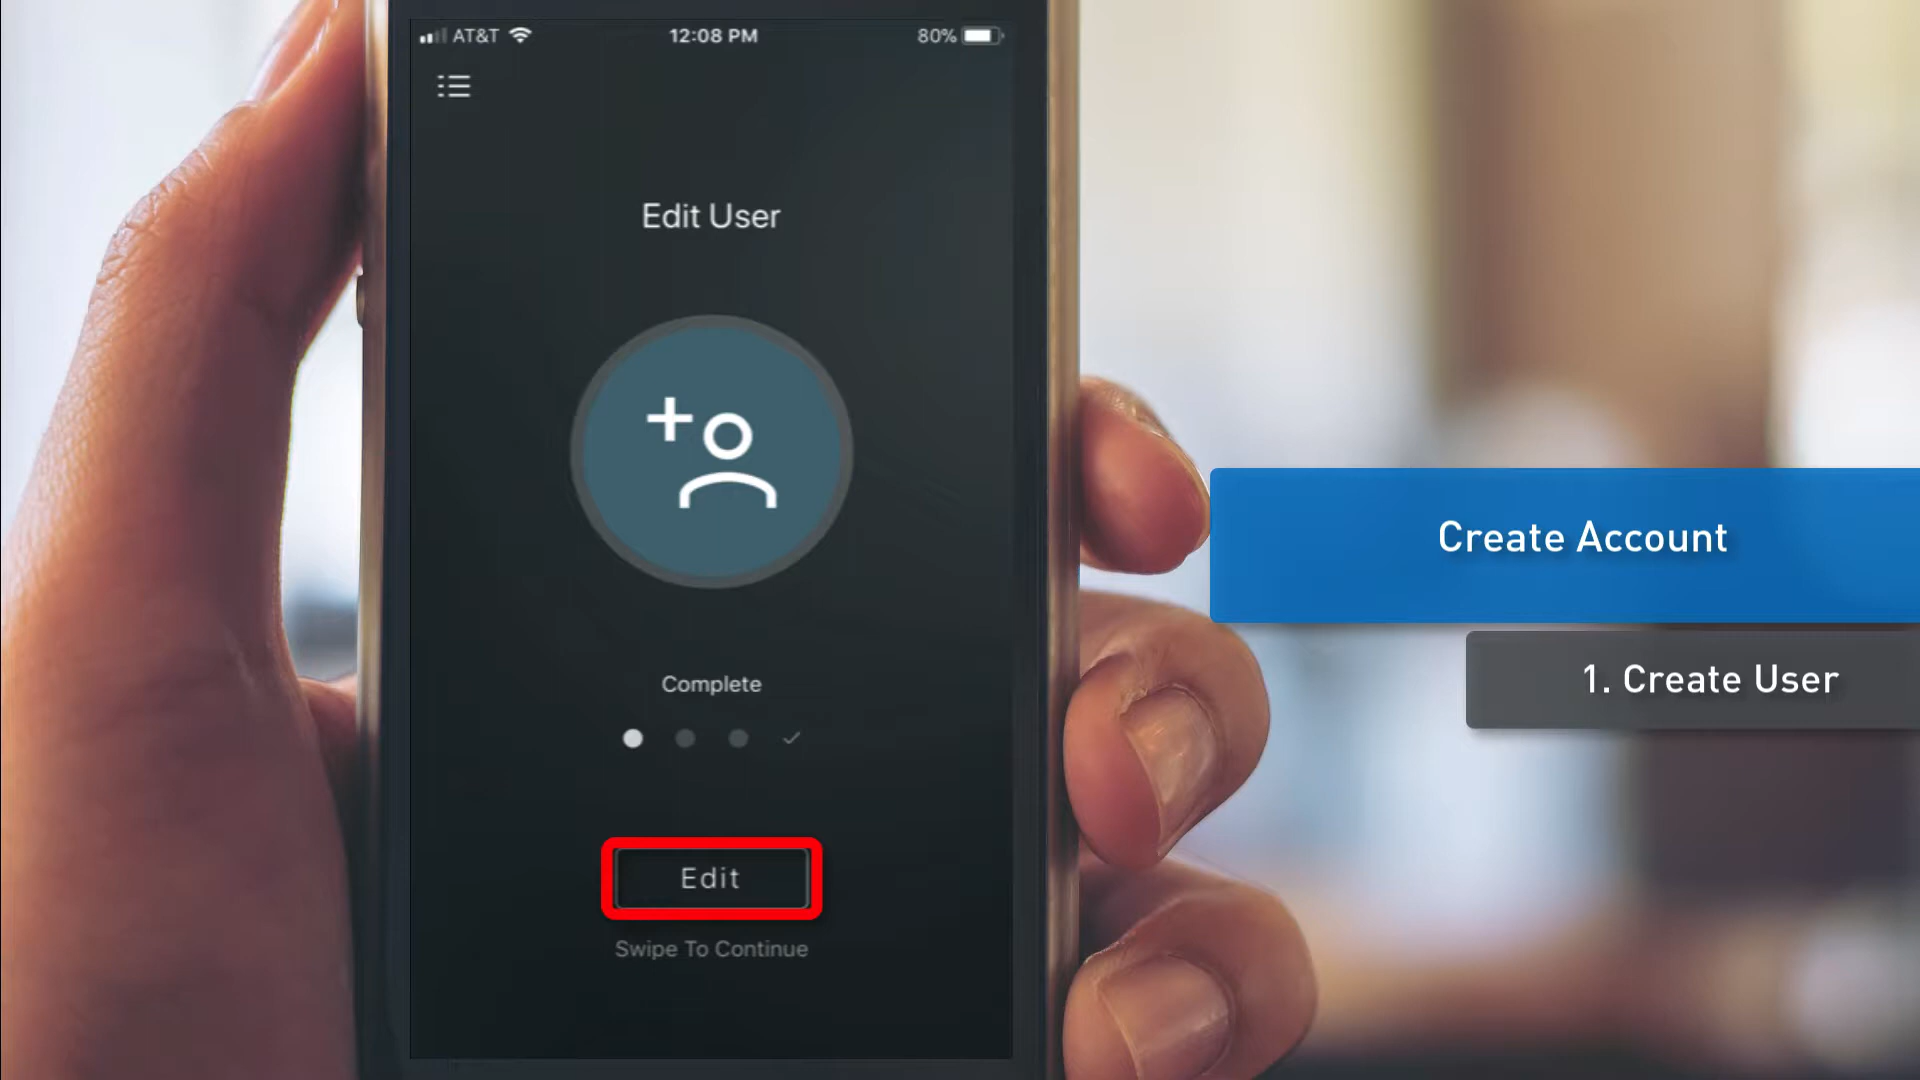 AT&T 12:08 PM 80%
Edit User
Complete
Edit
Swipe To Continue
Create Account
1. Create User